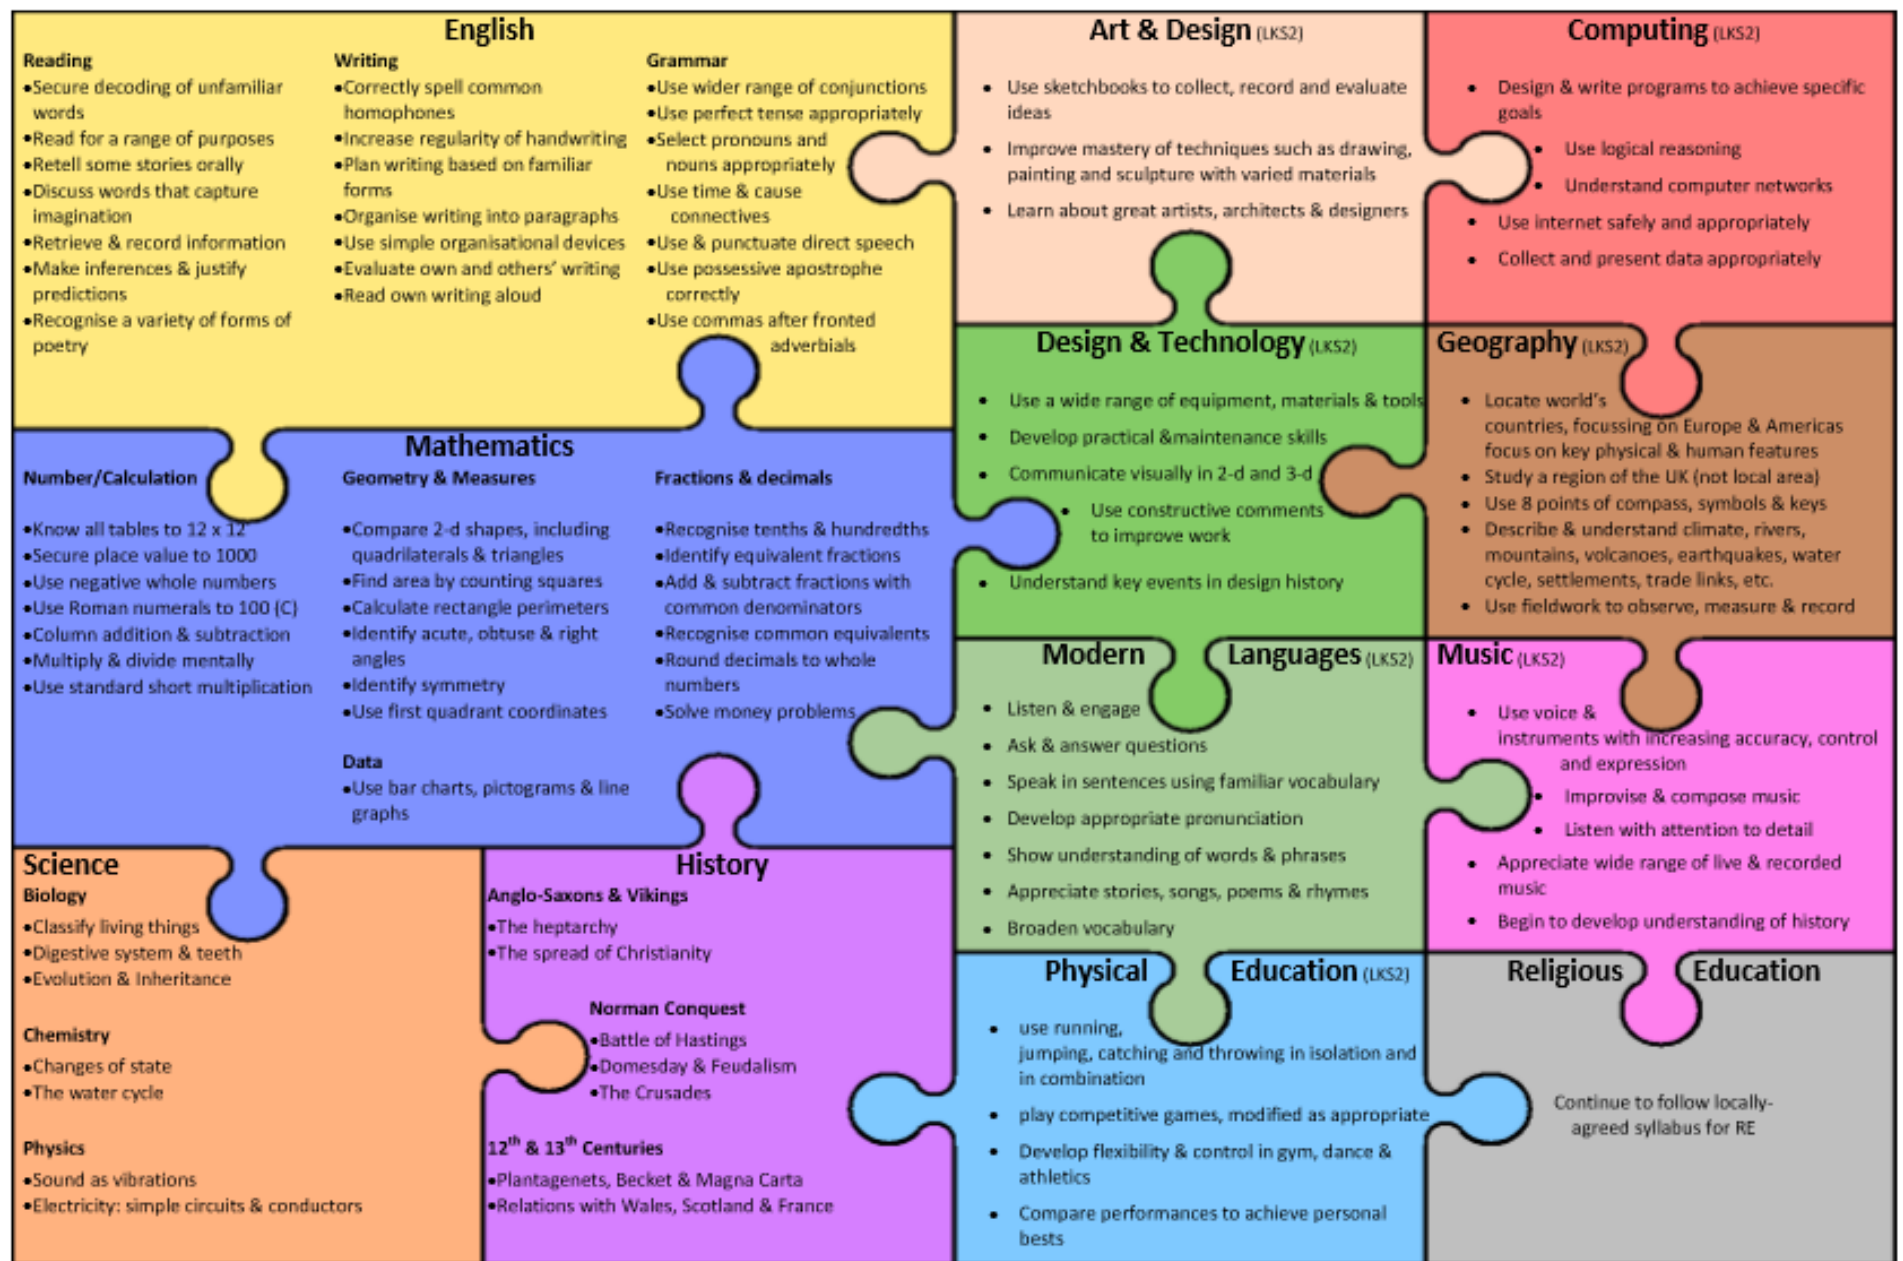 English
Reading
•Secure decoding of unfamiliar
words
•Read for a range of purposes
•Retell some stories orally
•Discuss words that capture
imagination
•Retrieve & record information
•Make inferences & justify
predictions
•Recognise a variety of forms of
poetry
Writing
•Correctly spell common
homophones
•Increase regularity of handwriting
•Plan writing based on familiar
forms
•Organise writing into paragraphs
•Use simple organisational devices
•Evaluate own and others’ writing
•Read own writing aloud
Grammar
•Use wider range of conjunctions
•Use perfect tense appropriately
•Select pronouns and
nouns appropriately
•Use time & cause
connectives
•Use & punctuate direct speech
•Use possessive apostrophe
correctly
•Use commas after fronted
adverbials
Art & Design (LKS2)
• Use sketchbooks to collect, record and evaluate
ideas
• Improve mastery of techniques such as drawing,
painting and sculpture with varied materials
• Learn about great artists, architects & designers
Computing (LKS2)
• Design & write programs to achieve specific
goals
• Use logical reasoning
• Understand computer networks
• Use internet safely and appropriately
• Collect and present data appropriately
Design & Technology (LKS2)
• Use a wide range of equipment, materials & tools
• Develop practical &maintenance skills
• Communicate visually in 2-d and 3-d
• Use constructive comments
to improve work
• Understand key events in design history
Geography (LKS2)
• Locate world’s
countries, focussing on Europe & Americas
focus on key physical & human features
• Study a region of the UK (not local area)
• Use 8 points of compass, symbols & keys
• Describe & understand climate, rivers,
mountains, volcanoes, earthquakes, water
cycle, settlements, trade links, etc.
• Use fieldwork to observe, measure & record
Mathematics
Number/Calculation
•Know all tables to 12 x 12
•Secure place value to 1000
•Use negative whole numbers
•Use Roman numerals to 100 (C)
•Column addition & subtraction
•Multiply & divide mentally
•Use standard short multiplication
Geometry & Measures
•Compare 2-d shapes, including
quadrilaterals & triangles
•Find area by counting squares
•Calculate rectangle perimeters
•Identify acute, obtuse & right
angles
•Identify symmetry
•Use first quadrant coordinates
Data
•Use bar charts, pictograms & line
graphs
Fractions & decimals
•Recognise tenths & hundredths
•Identify equivalent fractions
•Add & subtract fractions with
common denominators
•Recognise common equivalents
•Round decimals to whole
numbers
•Solve money problems
Modern Languages (LKS2)
• Listen & engage
• Ask & answer questions
• Speak in sentences using familiar vocabulary
• Develop appropriate pronunciation
• Show understanding of words & phrases
• Appreciate stories, songs, poems & rhymes
• Broaden vocabulary
Music (LKS2)
• Use voice &
instruments with increasing accuracy, control
and expression
• Improvise & compose music
• Listen with attention to detail
• Appreciate wide range of live & recorded
music
• Begin to develop understanding of history
Science
Biology
•Classify living things
•Digestive system & teeth
•Evolution & Inheritance
Chemistry
•Changes of state
•The water cycle
Physics
•Sound as vibrations
•Electricity: simple circuits & conductors
History
Anglo-Saxons & Vikings
•The heptarchy
•The spread of Christianity
Norman Conquest
•Battle of Hastings
•Domesday & Feudalism
•The Crusades
12th & 13th Centuries
•Plantagenets, Becket & Magna Carta
•Relations with Wales, Scotland & France
Physical Education (LKS2)
• use running,
jumping, catching and throwing in isolation and
in combination
• play competitive games, modified as appropriate
• Develop flexibility & control in gym, dance &
athletics
• Compare performances to achieve personal
bests
Religious Education
Continue to follow locally-
agreed syllabus for RE